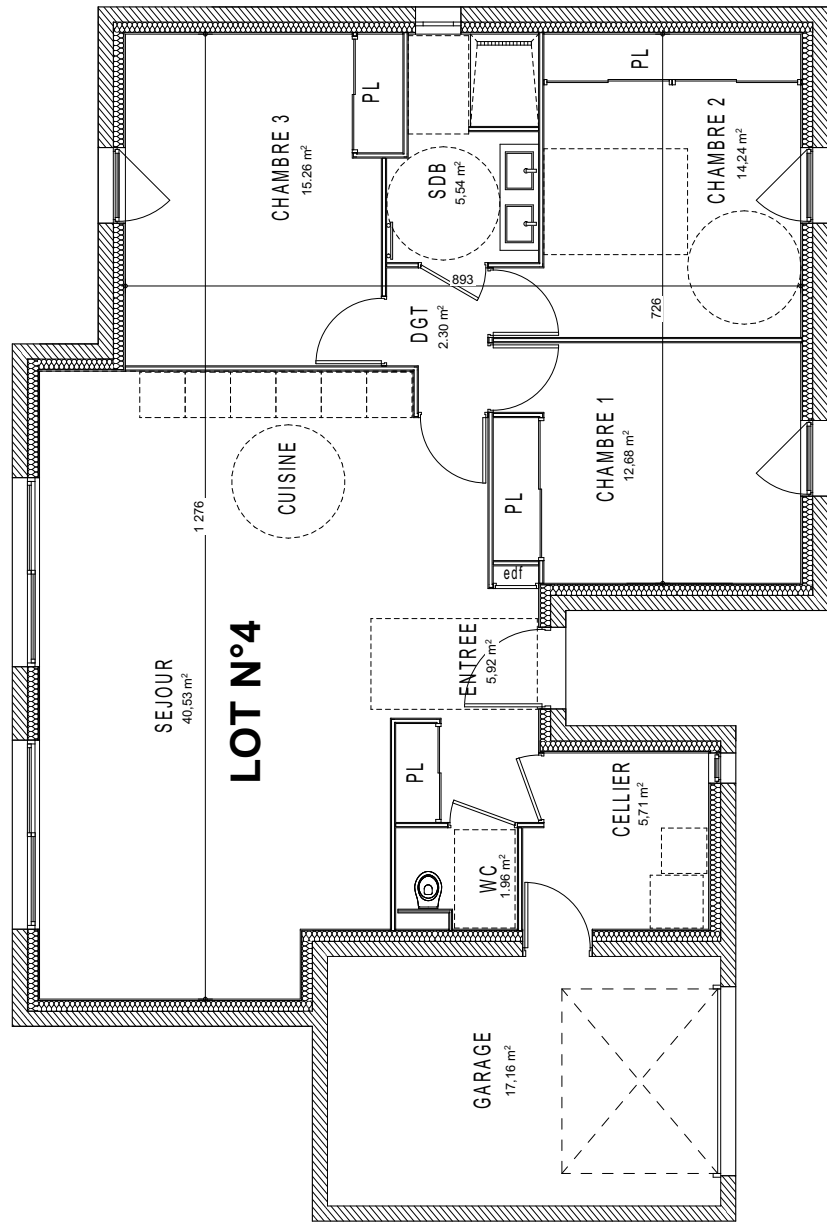 CHAMBRE 3
15.26 m²
PL
SDB
5,54 m²
PL
CHAMBRE 2
14,24 m²
893
DGT
2.30 m²
726
CHAMBRE 1
12,68 m²
PL
edf
CUISINE
1 276
SEJOUR
40,53 m²
LOT N°4
ENTREE
5,92 m²
PL
WC
1.96 m²
CELLIER
5,71 m²
GARAGE
17,16 m²